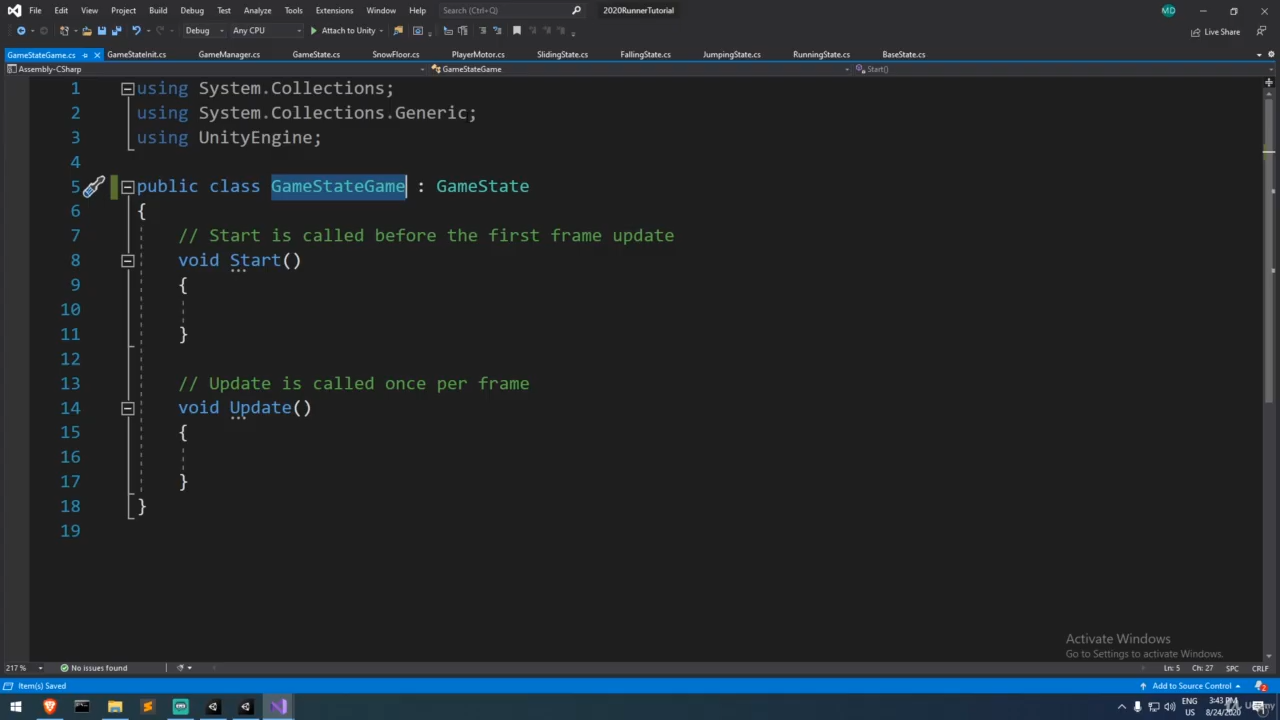 File Edit View Project Build Debug Test Analyze Tools Extensions Window Help Search (Ctrl+Q) 2020RunnerTutorial MD
Debug Any CPU Attach to Unity Live Share
GameStateGame.cs GameStateInit.cs GameManager.cs GameState.cs SnowFloor.cs PlayerMotor.cs SlidingState.cs FallingState.cs JumpingState.cs RunningState.cs BaseState.cs
Assembly-CSharp GameStateGame Start()
1 using System.Collections;
2 using System.Collections.Generic;
3 using UnityEngine;
4
5 public class GameStateGame : GameState
6 {
7 // Start is called before the first frame update
8 void Start()
9 {
10
11 }
12
13 // Update is called once per frame
14 void Update()
15 {
16
17 }
18 }
19
Activate Windows
Go to Settings to activate Windows.
217 % No issues found Ln: 5 Ch: 27 SPC CRLF
Item(s) Saved Add to Source Control 2
ENG 3:43 PM
US 8/24/2020
Udemy